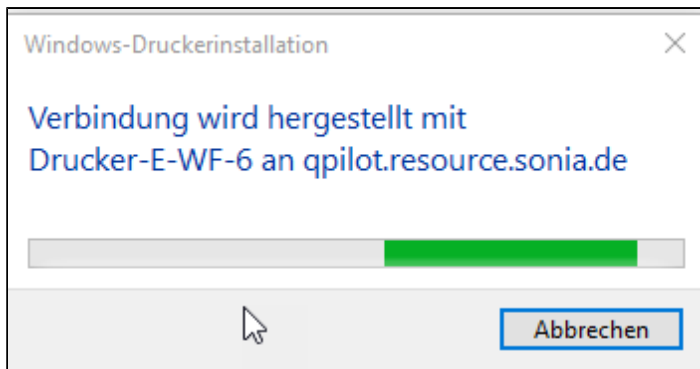 Windows-Druckerinstallation
Verbindung wird hergestellt mit
Drucker-E-WF-6 an qpilot.resource.sonia.de
Abbrechen